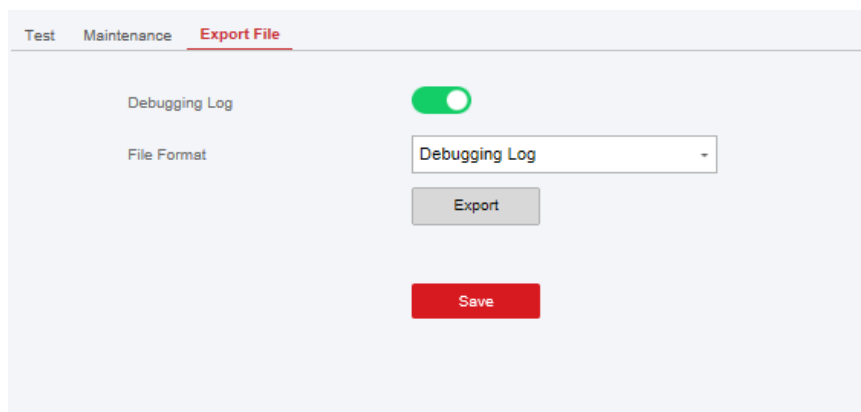 Test Maintenance Export File
Debugging Log
File Format Debugging Log
Export
Save